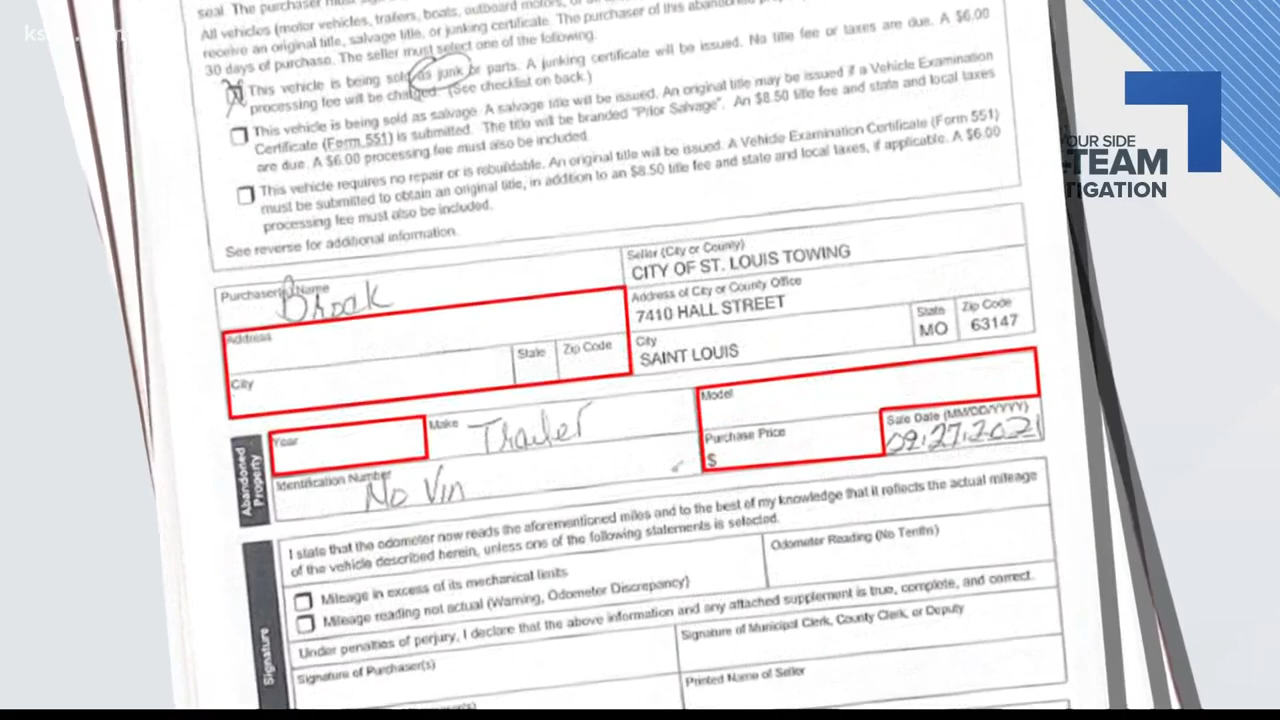 seal. The purchaser must
All vehicles (motor vehicles, trailers, boats, outboard motors,
receive an original title, salvage title, or junking certificate. The purchaser of this abandoned
30 days of purchase. The seller must select one of the following:
This vehicle is being sold as junk or parts. A junking certificate will be issued. No title fee or taxes are due. A $6.00
processing fee will be charged. (See checklist on back.)
This vehicle is being sold as salvage. A salvage title will be issued. An original title may be issued if a Vehicle Examination
Certificate (Form 551) is submitted. The title will be branded "Prior Salvage". An $8.50 title fee and state and local taxes
are due. A $6.00 processing fee must also be included.
This vehicle requires no repair or is rebuildable. An original title will be issued. A Vehicle Examination Certificate (Form 551)
must be submitted to obtain an original title, in addition to an $8.50 title fee and state and local taxes, if applicable. A $6.00
processing fee must also be included.
See reverse for additional information.
OUR SIDE
TEAM
TIGATION
Purchaser(s) Name
Seller (City or County)
CITY OF ST. LOUIS TOWING
Address
Address of City or County Office
7410 HALL STREET
City
State
Zip Code
City
SAINT LOUIS
State
MO
Zip Code
63147
Abandoned
Property
Year
Make
Trailer
Model
Identification Number
No Vin
Purchase Price
$
Sale Date (MM/DD/YYYY)
09.27.2021
Signature
I state that the odometer now reads the aforementioned miles and to the best of my knowledge that it reflects the actual mileage
of the vehicle described herein, unless one of the following statements is selected.
Mileage in excess of its mechanical limits
Mileage reading not actual (Warning, Odometer Discrepancy)
Odometer Reading (No Tenths)
Under penalties of perjury, I declare that the above information and any attached supplement is true, complete, and correct.
Signature of Purchaser(s)
Signature of Municipal Clerk, County Clerk, or Deputy
Printed Name of Seller